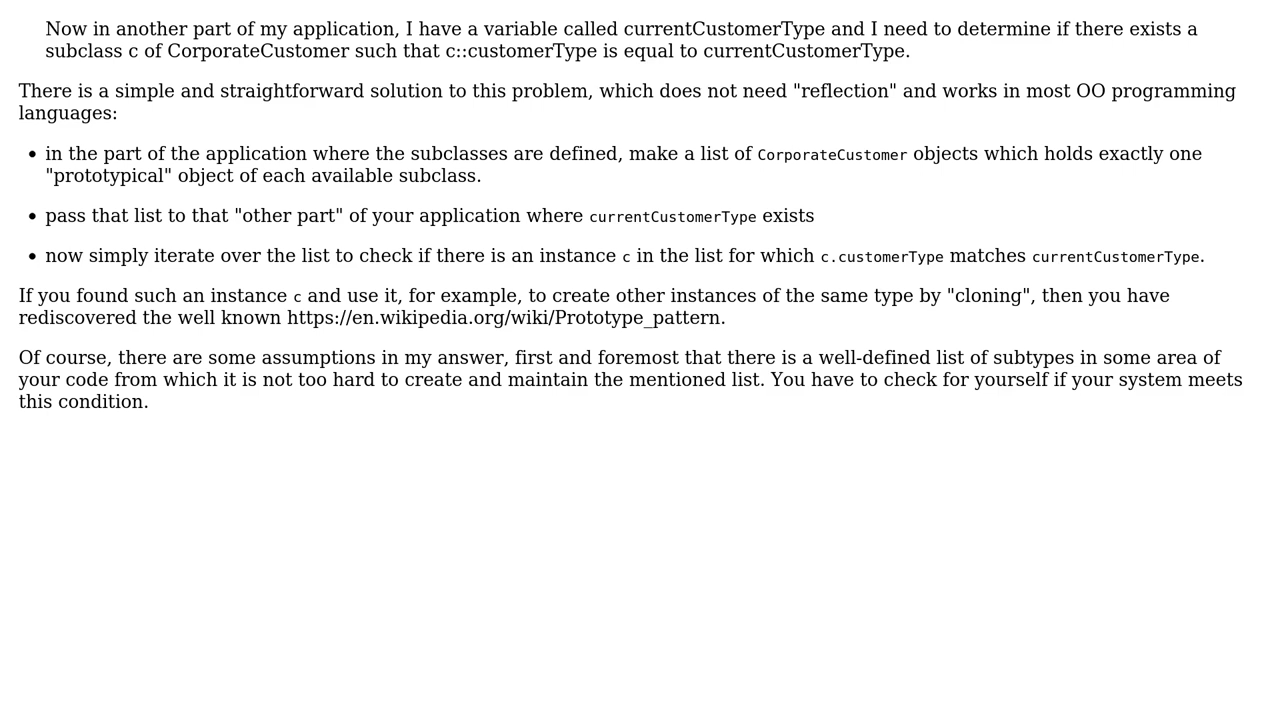 Now in another part of my application, I have a variable called currentCustomerType and I need to determine if there exists a
subclass c of CorporateCustomer such that c::customerType is equal to currentCustomerType.
There is a simple and straightforward solution to this problem, which does not need "reflection" and works in most OO programming
languages:
• in the part of the application where the subclasses are defined, make a list of CorporateCustomer objects which holds exactly one
"prototypical" object of each available subclass.
• pass that list to that "other part" of your application where currentCustomerType exists
• now simply iterate over the list to check if there is an instance c in the list for which c.customerType matches currentCustomerType.
If you found such an instance c and use it, for example, to create other instances of the same type by "cloning", then you have
rediscovered the well known https://en.wikipedia.org/wiki/Prototype_pattern.
Of course, there are some assumptions in my answer, first and foremost that there is a well-defined list of subtypes in some area of
your code from which it is not too hard to create and maintain the mentioned list. You have to check for yourself if your system meets
this condition.